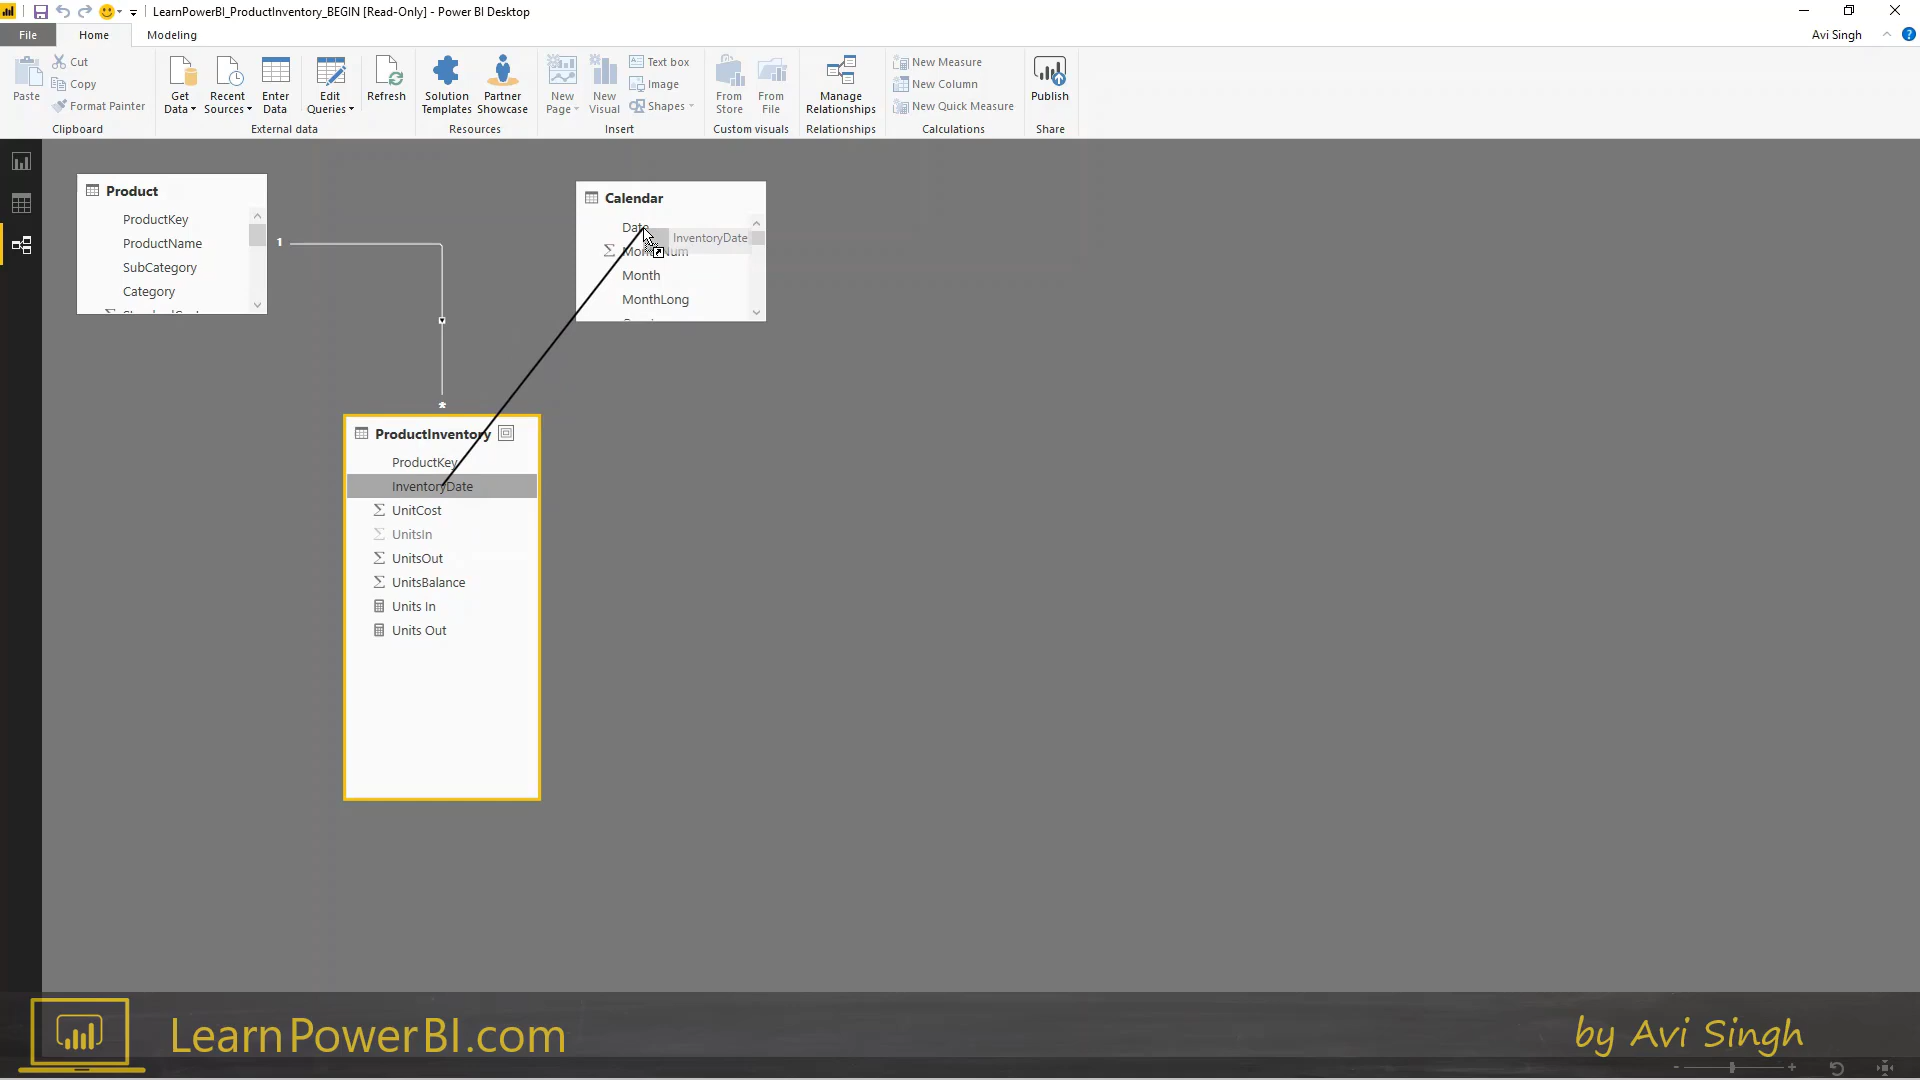 LearnPowerBI_ProductInventory_BEGIN [Read-Only] - Power BI Desktop
File
Home
Modeling
Avi Singh
Paste
Cut
Copy
Format Painter
Clipboard
Get Data
Recent Sources
Enter Data
External data
Edit Queries
Refresh
Solution Templates
Partner Showcase
Resources
New Page
New Visual
Text box
Image
Shapes
Insert
From Store
From File
Custom visuals
Manage Relationships
Relationships
New Measure
New Column
New Quick Measure
Calculations
Publish
Share
Product
ProductKey
ProductName
SubCategory
Category
1
*
Calendar
Date
InventoryDate
MonthNum
Month
MonthLong
ProductInventory
ProductKey
InventoryDate
UnitCost
UnitsIn
UnitsOut
UnitsBalance
Units In
Units Out
LearnPowerBI.com
by Avi Singh